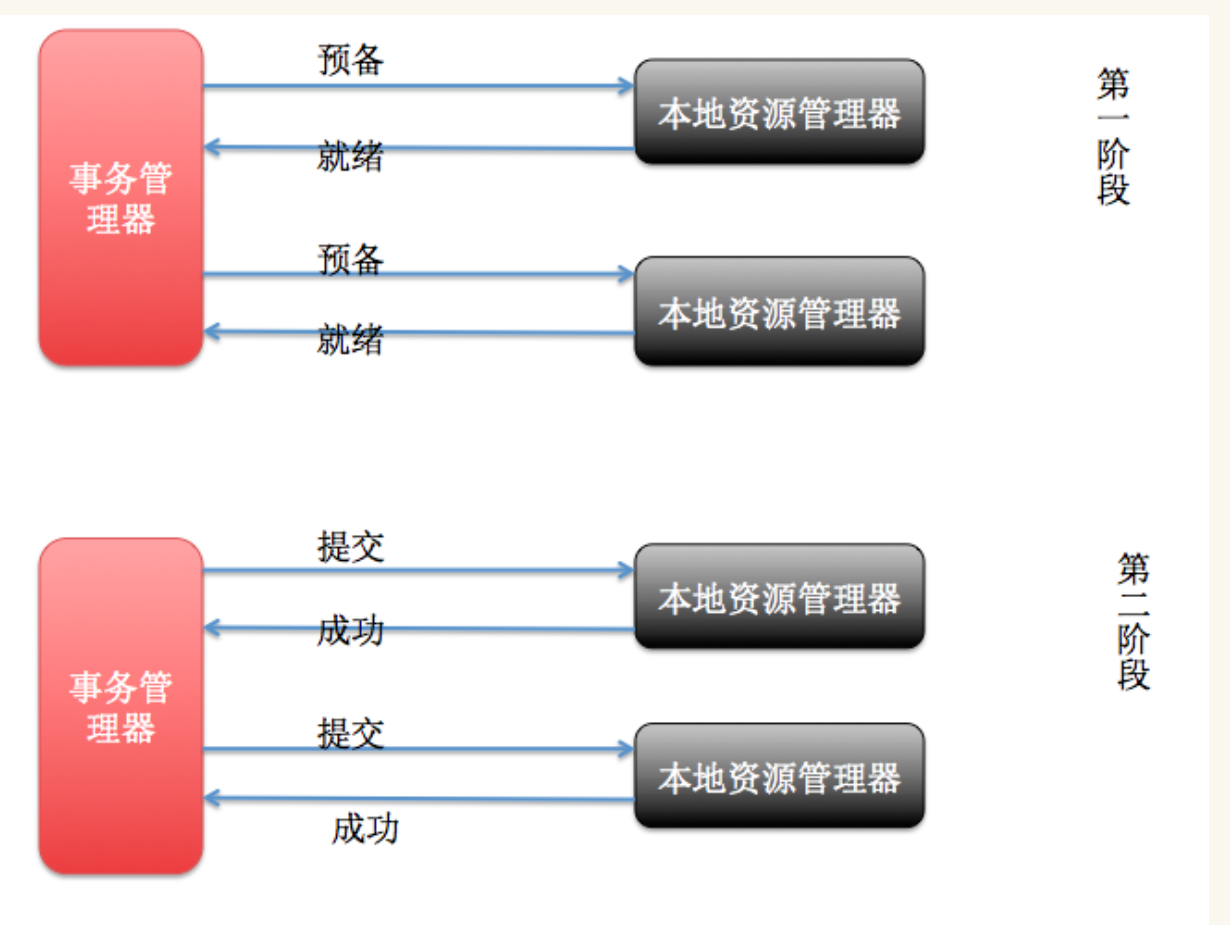 预备
本地资源管理器
就绪
事务管
理器
预备
本地资源管理器
就绪
第一阶段
提交
本地资源管理器
成功
事务管
理器
提交
本地资源管理器
成功
第二阶段